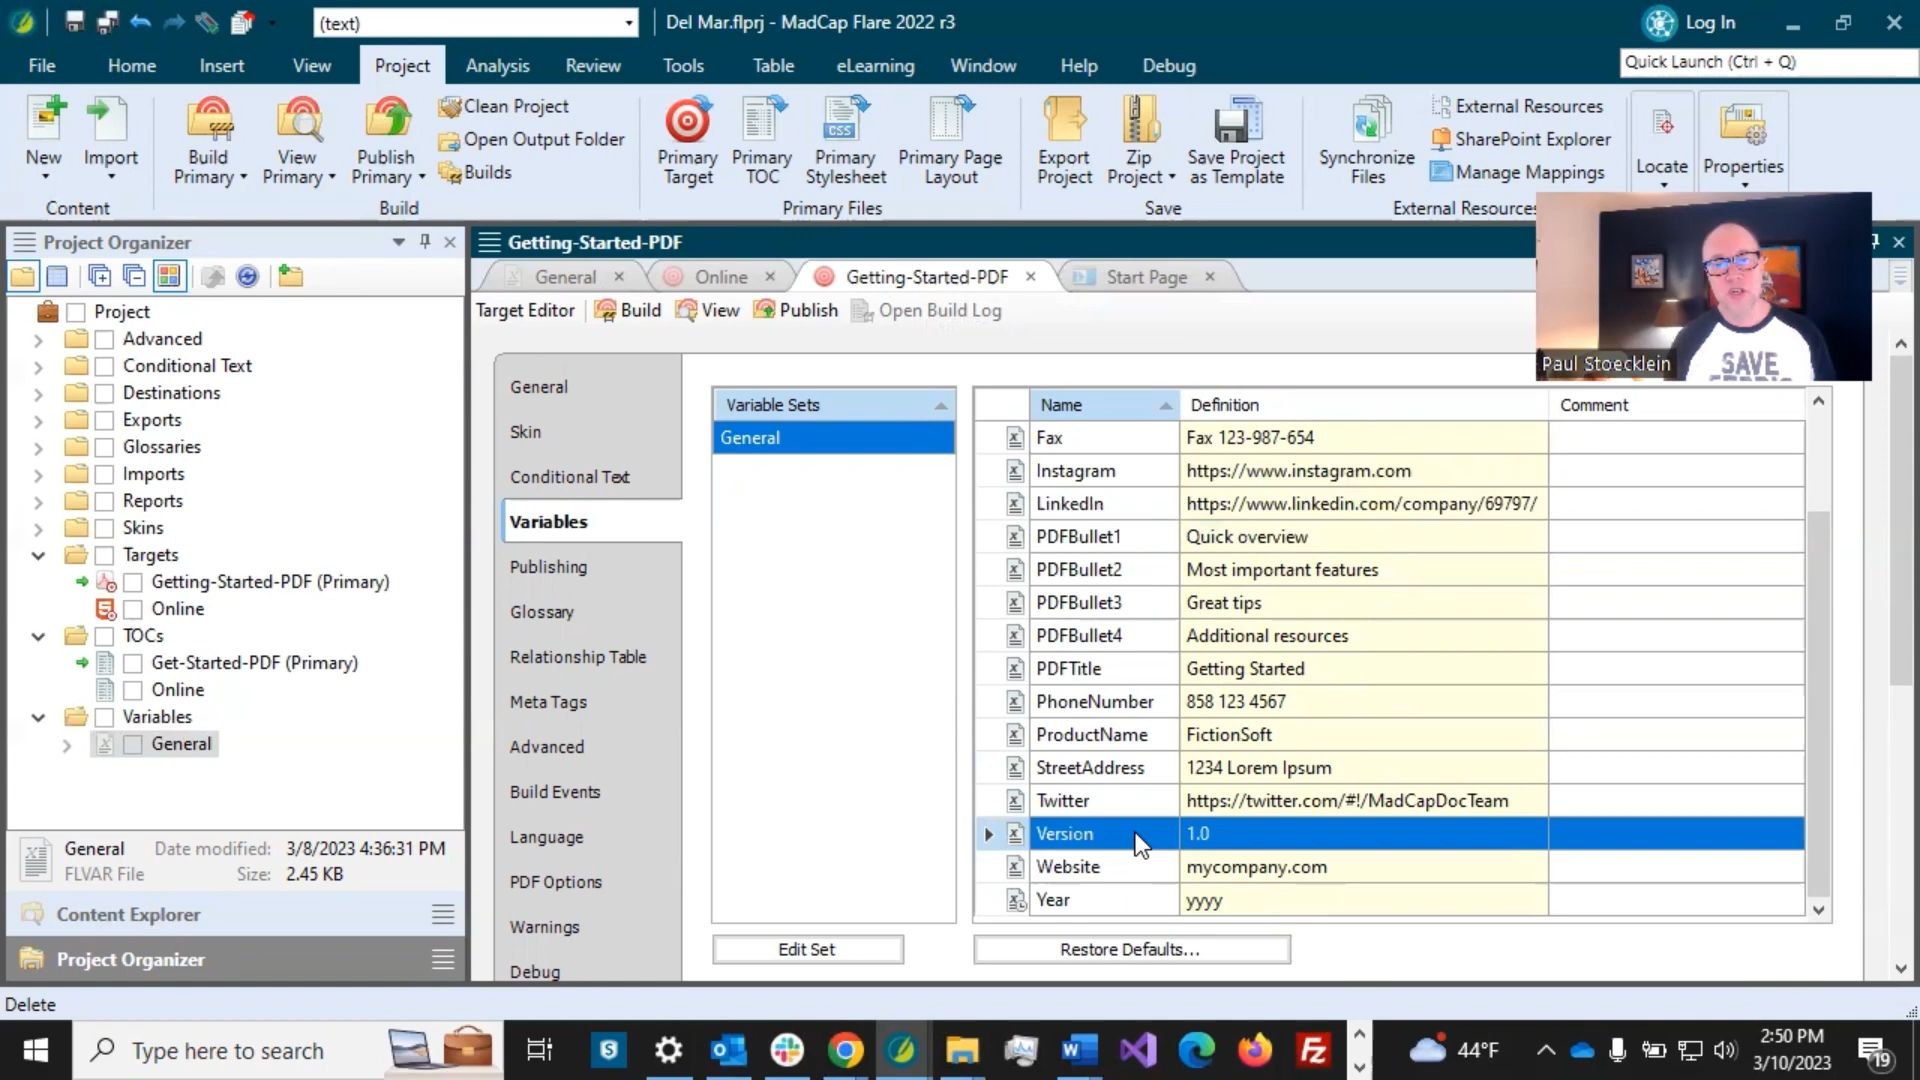 (text)
Del Mar.flprj - MadCap Flare 2022 r3
Log In
File
Home
Insert
View
Project
Analysis
Review
Tools
Table
eLearning
Window
Help
Debug
Quick Launch (Ctrl + Q)
New
Import
Content
Build Primary
View Primary
Publish Primary
Clean Project
Open Output Folder
Builds
Build
Primary Target
Primary TOC
CSS
Primary Stylesheet
Primary Page Layout
Primary Files
Export Project
Zip Project
Save Project as Template
Save
Synchronize Files
External Resources
SharePoint Explorer
Manage Mappings
External Resources
Locate
Properties
Project Organizer
Project
Advanced
Conditional Text
Destinations
Exports
Glossaries
Imports
Reports
Skins
Targets
Getting-Started-PDF (Primary)
Online
TOCs
Get-Started-PDF (Primary)
Online
Variables
General
General Date modified: 3/8/2023 4:36:31 PM
FLVAR File Size: 2.45 KB
Content Explorer
Project Organizer
Getting-Started-PDF
General
Online
Getting-Started-PDF
Start Page
Target Editor
Build
View
Publish
Open Build Log
General
Skin
Conditional Text
Variables
Publishing
Glossary
Relationship Table
Meta Tags
Advanced
Build Events
Language
PDF Options
Warnings
Debug
Variable Sets
General
Edit Set
Name Definition Comment
Fax Fax 123-987-654
Instagram https://www.instagram.com
LinkedIn https://www.linkedin.com/company/69797/
PDFBullet1 Quick overview
PDFBullet2 Most important features
PDFBullet3 Great tips
PDFBullet4 Additional resources
PDFTitle Getting Started
PhoneNumber 858 123 4567
ProductName FictionSoft
StreetAddress 1234 Lorem Ipsum
Twitter https://twitter.com/#!/MadCapDocTeam
Version 1.0
Website mycompany.com
Year yyyy
Restore Defaults...
Paul Stoecklein
SAVE
Delete
Type here to search
44°F
2:50 PM
3/10/2023
19